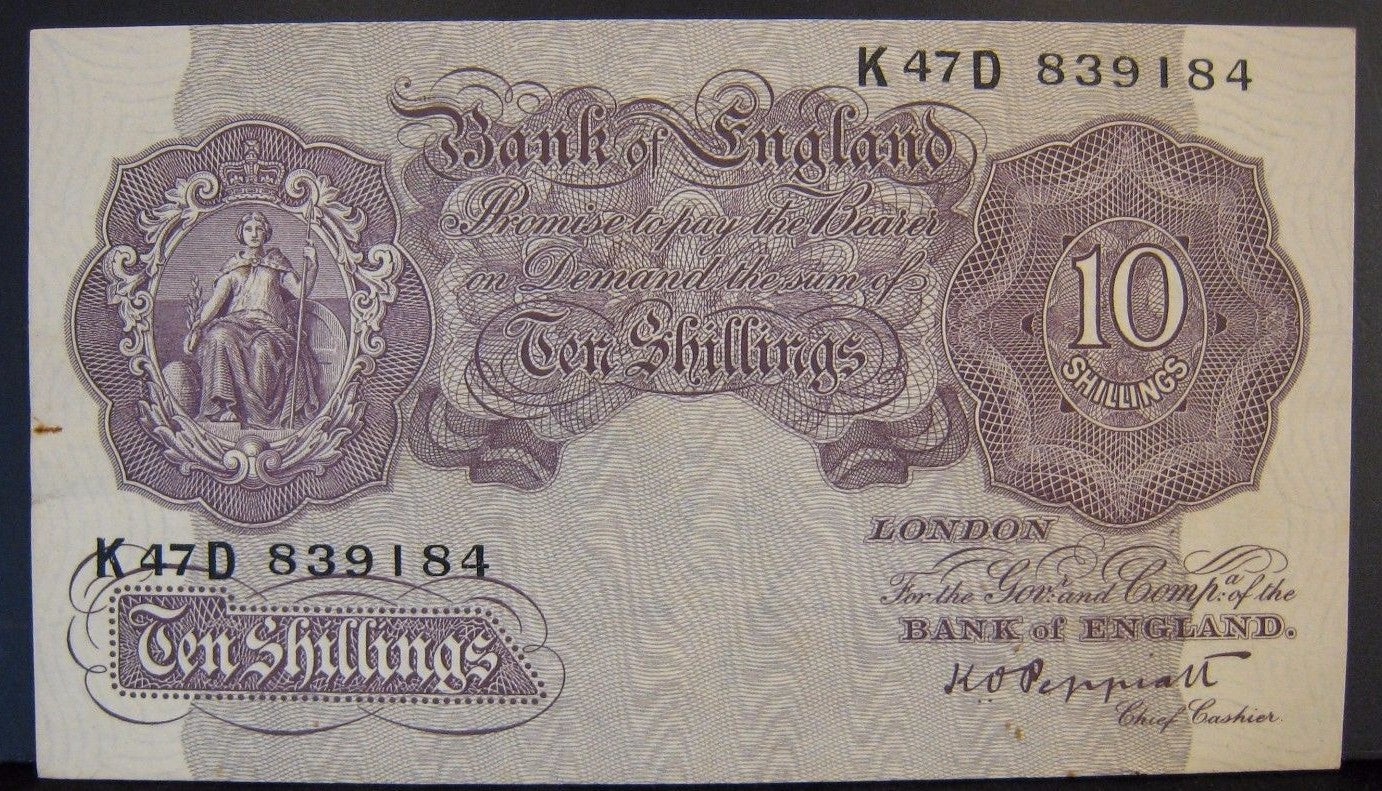 K47D 839184
Bank of England
Promise to pay the Bearer
on Demand the sum of
Ten Shillings
10
SHILLINGS
LONDON
For the Govr. and Compa. of the
BANK of ENGLAND.
K O Peppiatt
Chief Cashier.
K47D 839184
Ten Shillings